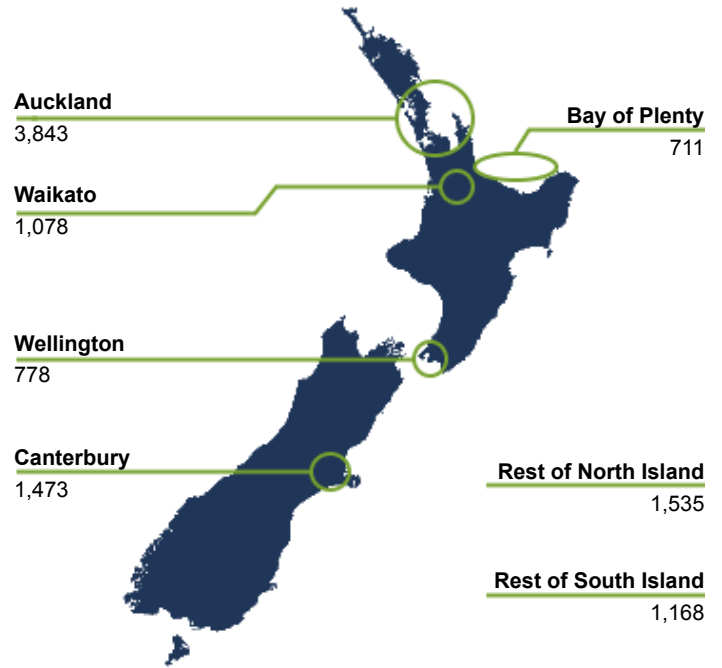 Auckland
3,843
Bay of Plenty
711
Waikato
1,078
Wellington
778
Canterbury
1,473
Rest of North Island
1,535
Rest of South Island
1,168